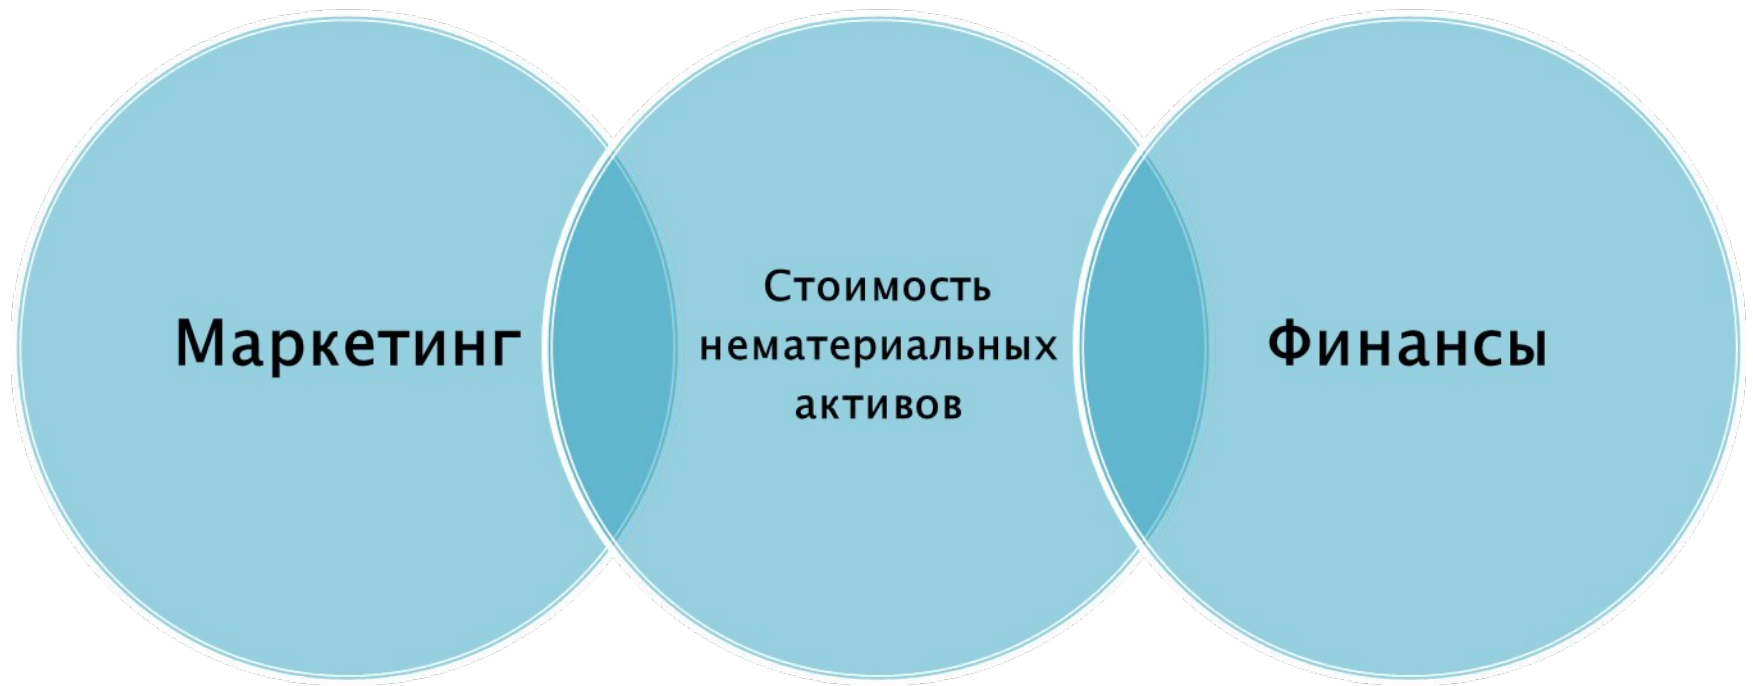 Маркетинг
Стоимость
нематериальных
активов
Финансы